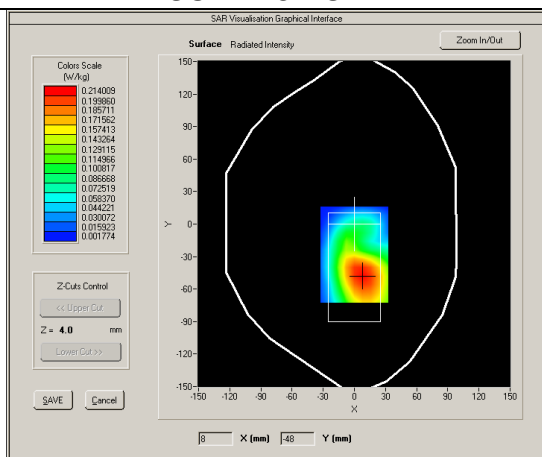 SAR Visualisation Graphical Interface
Surface Radiated Intensity
Zoom In/Out
Colors Scale
(W/kg)
0.214009
0.199860
0.185711
0.171562
0.157413
0.143264
0.129115
0.114966
0.100817
0.086668
0.072519
0.058370
0.044221
0.030072
0.015923
0.001774
Z-Cuts Control
<< Upper Cut
Z = 4.0 mm
Lower Cut >>
SAVE Cancel
150-
120-
90-
60-
30-
0-
-30-
-60-
-90-
-120-
-150-
Y
-150 -120 -90 -60 -30 0 30 60 90 120 150
X
8 X (mm) -48 Y (mm)